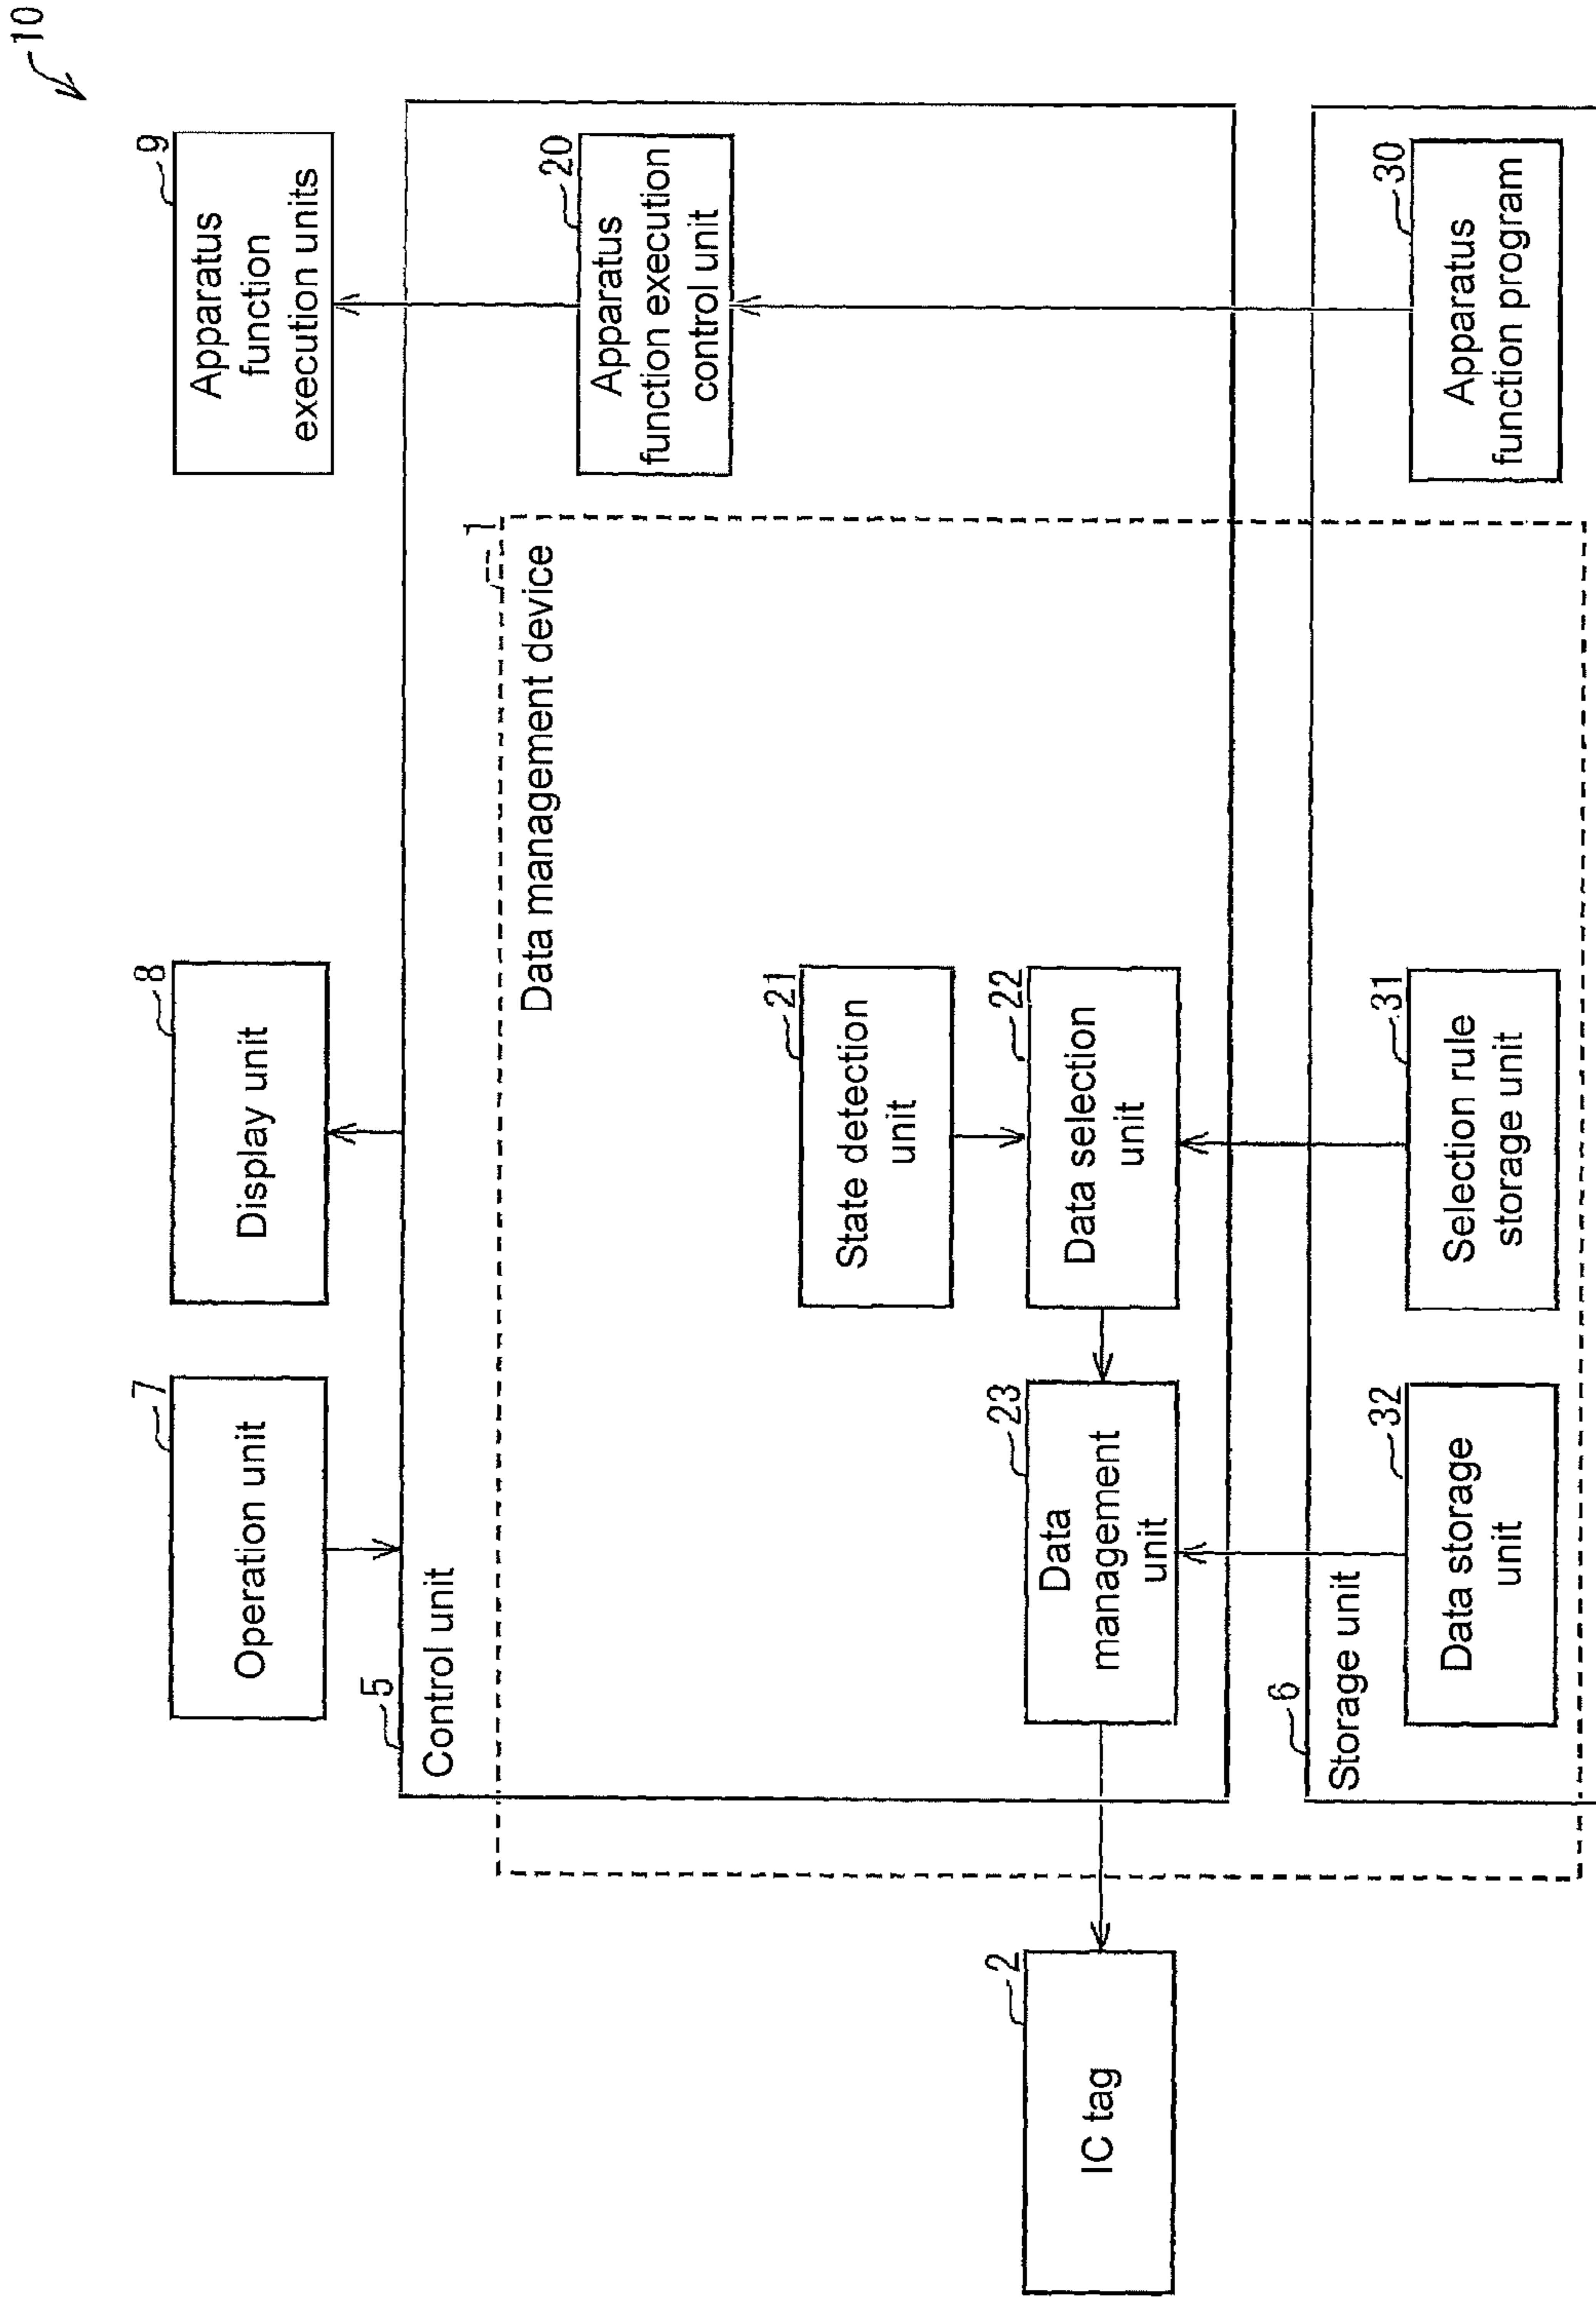 10
7
Operation unit
8
Display unit
9
Apparatus
function
execution units
5
Control unit
1
Data management device
20
Apparatus
function execution
control unit
21
State detection
unit
2
IC tag
23
Data
management
unit
22
Data selection
unit
6
Storage unit
32
Data storage
unit
31
Selection rule
storage unit
30
Apparatus
function program